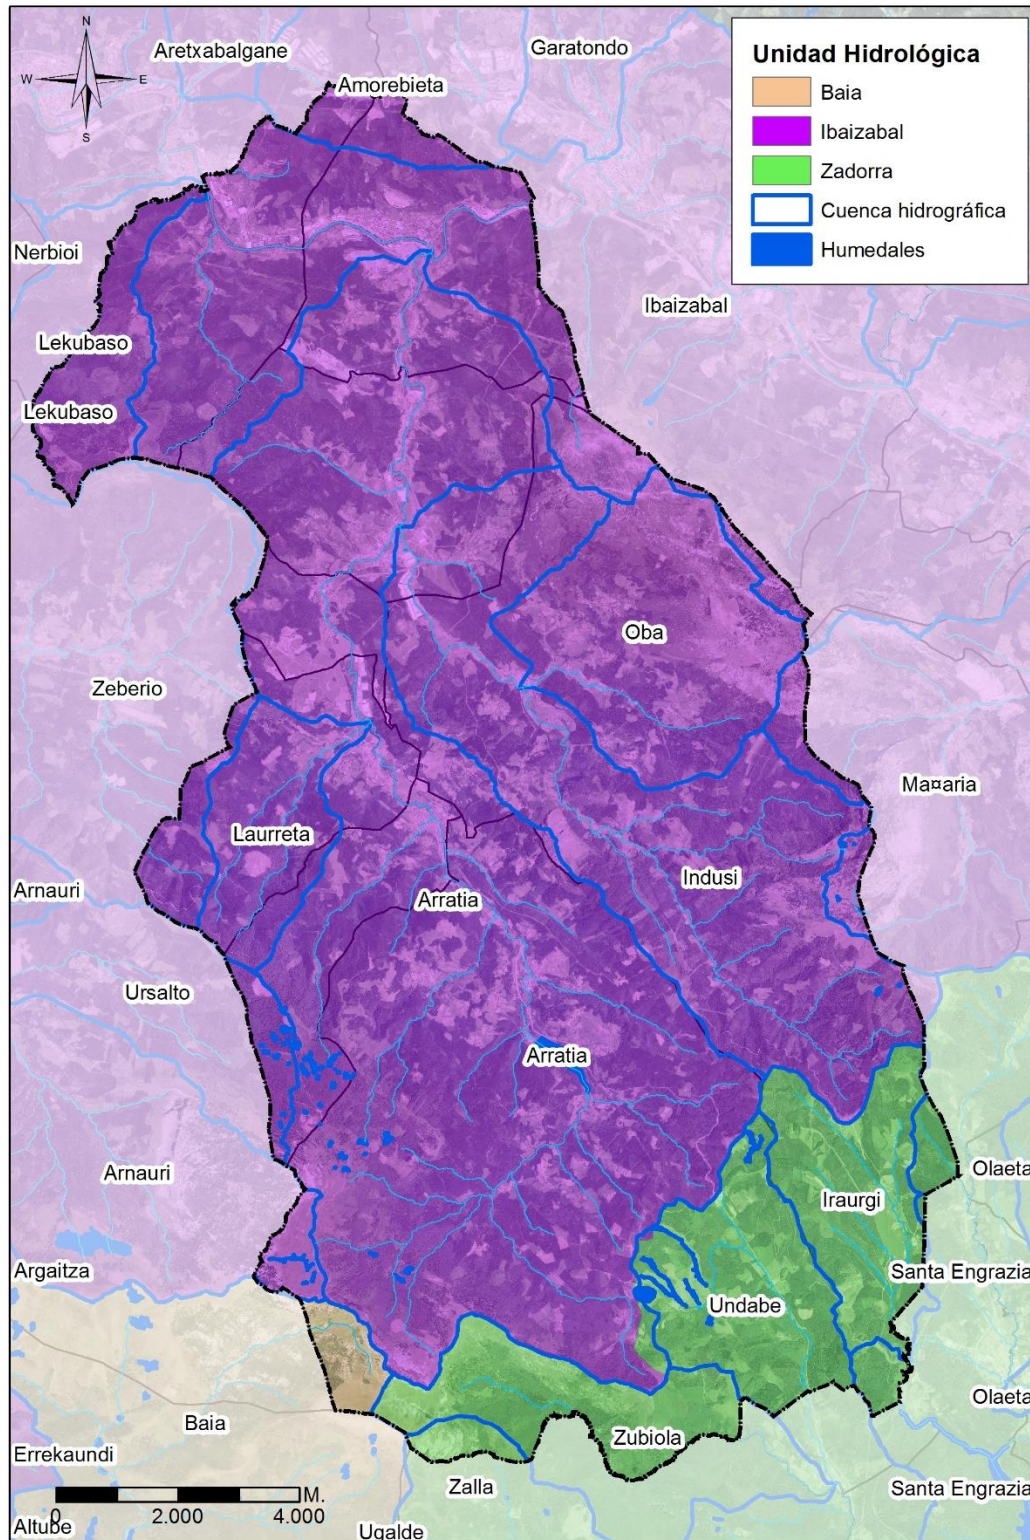 N
W
E
S
Aretxabalgane
Garatondo
Amorebieta
Unidad Hidrológica
Baia
Ibaizabal
Zadorra
Cuenca hidrográfica
Humedales
Nerbioi
Ibaizabal
Lekubaso
Lekubaso
Oba
Zeberio
Ma¤aria
Laurreta
Indusi
Arnauri
Arratia
Ursalto
Arratia
Arnauri
Olaeta
Iraurgi
Argaitza
Santa Engrazia
Undabe
Olaeta
Baia
Zubiola
Errekaundi
Zalla
Santa Engrazia
M.
0
2.000
4.000
Altube
Ugalde